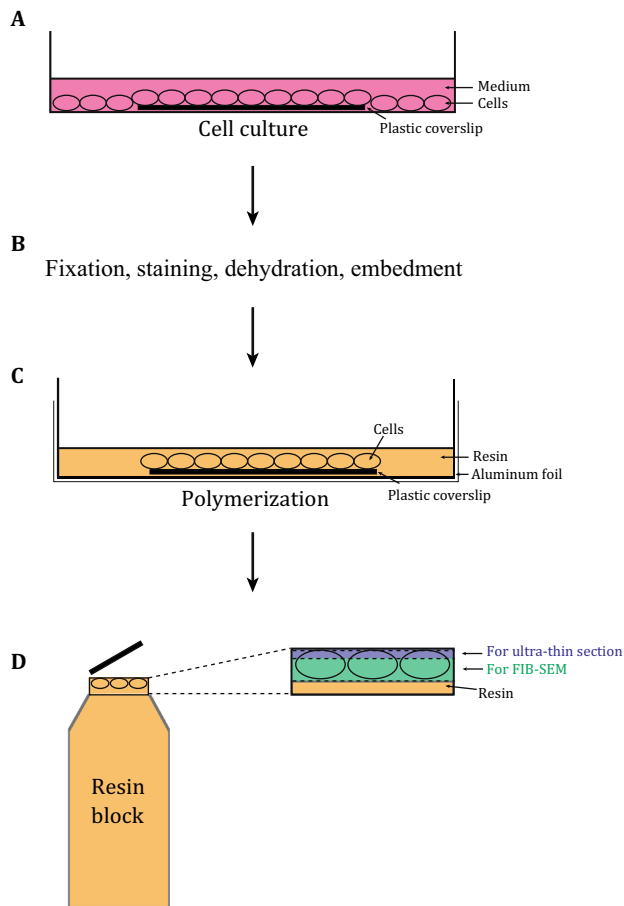 A
Medium
Cells
Plastic coverslip
Cell culture
B
Fixation, staining, dehydration, embedment
C
Cells
Resin
Aluminum foil
Plastic coverslip
Polymerization
D
For ultra-thin section
For FIB-SEM
Resin
Resin
block